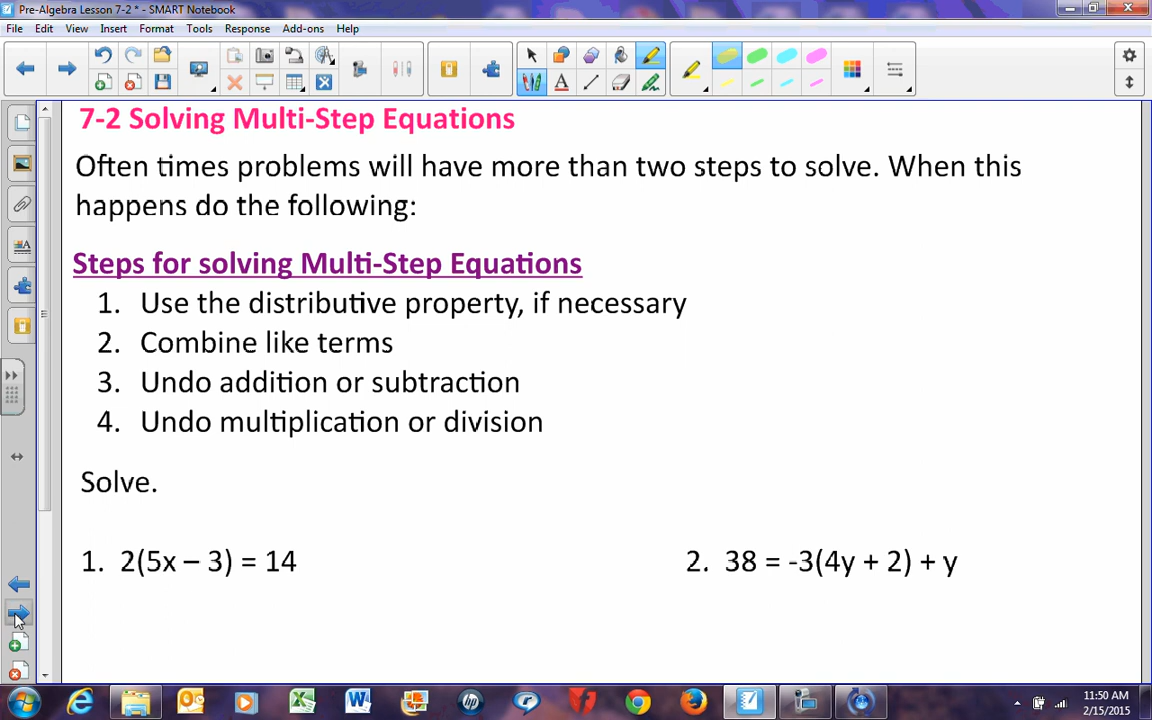 Pre-Algebra Lesson 7-2 * - SMART Notebook
File Edit View Insert Format Tools Response Add-ons Help
7-2 Solving Multi-Step Equations
Often times problems will have more than two steps to solve. When this
happens do the following:
Steps for solving Multi-Step Equations
1. Use the distributive property, if necessary
2. Combine like terms
3. Undo addition or subtraction
4. Undo multiplication or division
Solve.
1. 2(5x – 3) = 14
2. 38 = -3(4y + 2) + y
11:50 AM
2/15/2015